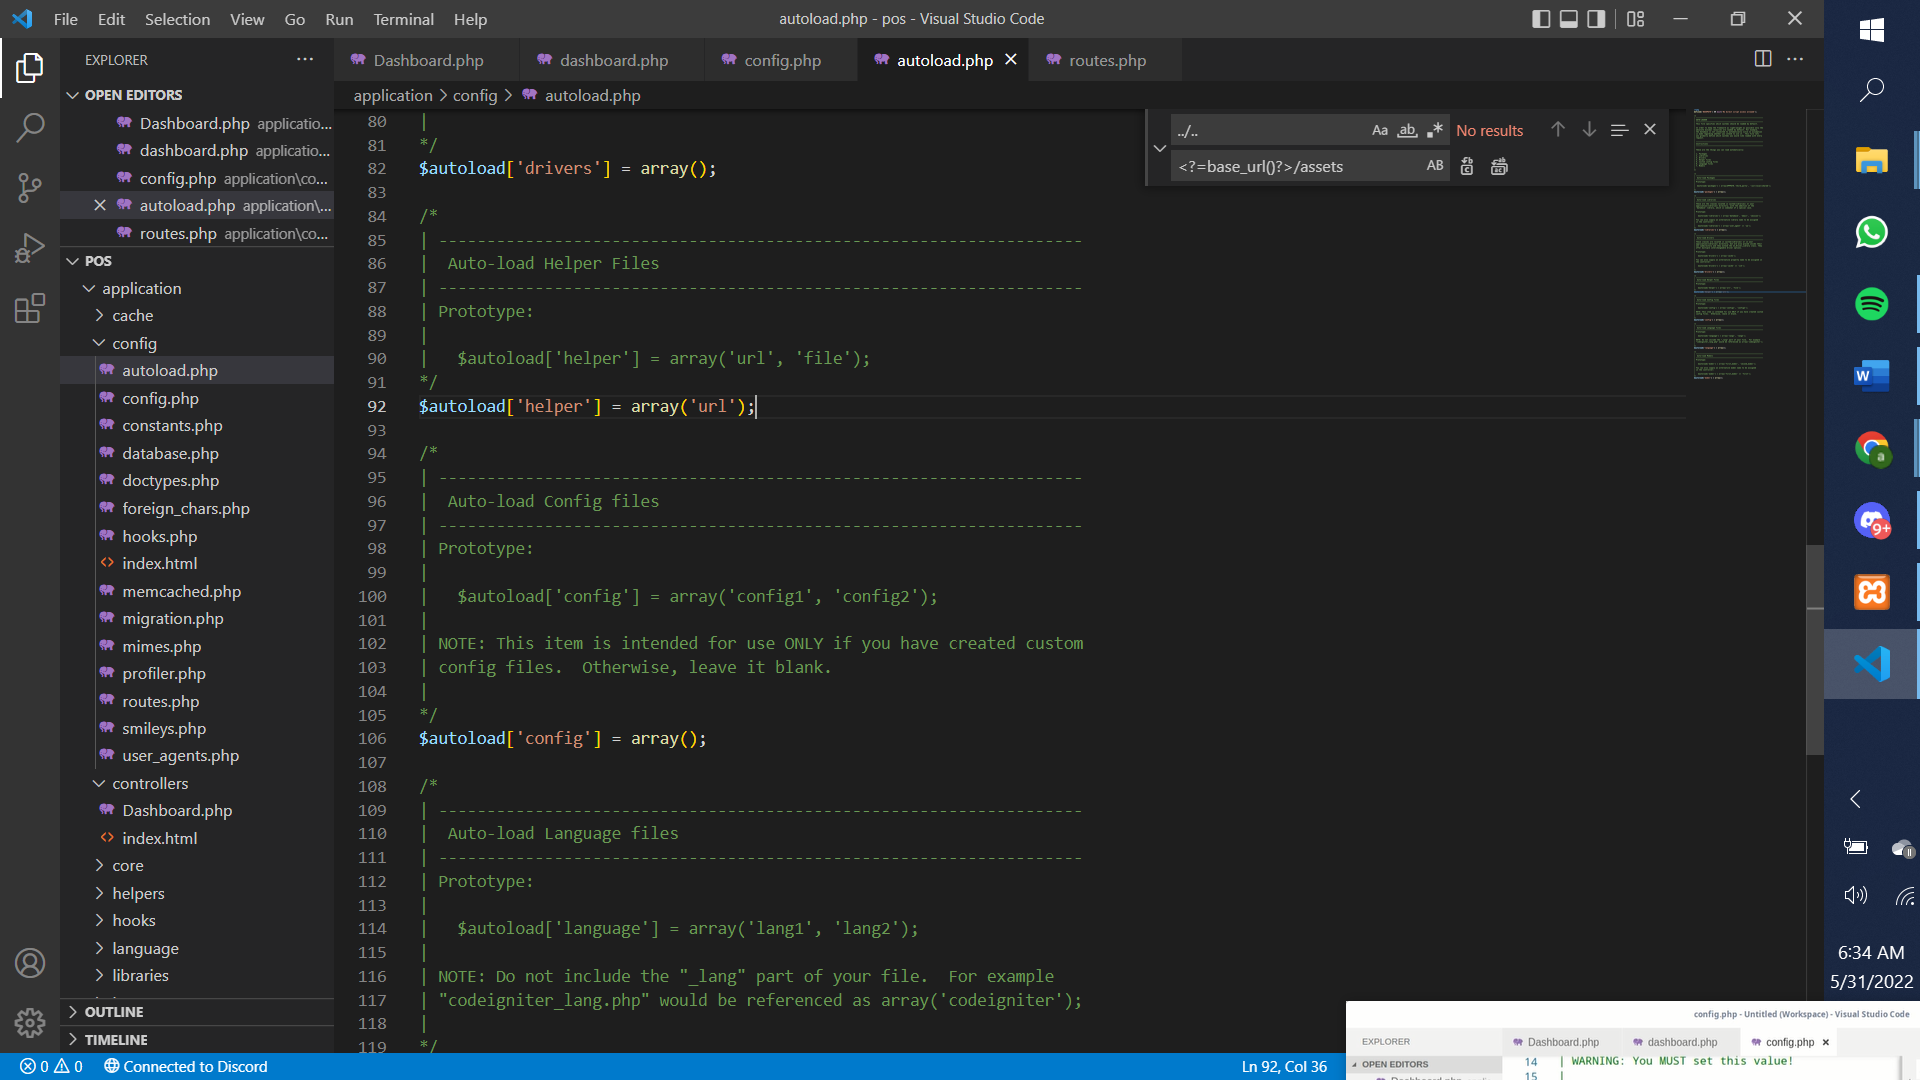 File Edit Selection View Go Run Terminal Help
autoload.php - pos - Visual Studio Code
EXPLORER
OPEN EDITORS
Dashboard.php applicatio...
dashboard.php applicatio...
config.php application\co...
autoload.php application\...
routes.php application\co...
POS
application
cache
config
autoload.php
config.php
constants.php
database.php
doctypes.php
foreign_chars.php
hooks.php
index.html
memcached.php
migration.php
mimes.php
profiler.php
routes.php
smileys.php
user_agents.php
controllers
Dashboard.php
index.html
core
helpers
hooks
language
libraries
OUTLINE
TIMELINE
Dashboard.php dashboard.php config.php autoload.php routes.php
application > config > autoload.php
../.. Aa ab No results
<?=base_url()?>/assets AB
80 |
81 */
82 $autoload['drivers'] = array();
83
84 /*
85 | -------------------------------------------------------------------
86 |  Auto-load Helper Files
87 | -------------------------------------------------------------------
88 | Prototype:
89 |
90 |   $autoload['helper'] = array('url', 'file');
91 */
92 $autoload['helper'] = array('url');
93
94 /*
95 | -------------------------------------------------------------------
96 |  Auto-load Config files
97 | -------------------------------------------------------------------
98 | Prototype:
99 |
100 |   $autoload['config'] = array('config1', 'config2');
101 |
102 | NOTE: This item is intended for use ONLY if you have created custom
103 | config files.  Otherwise, leave it blank.
104 |
105 */
106 $autoload['config'] = array();
107
108 /*
109 | -------------------------------------------------------------------
110 |  Auto-load Language files
111 | -------------------------------------------------------------------
112 | Prototype:
113 |
114 |   $autoload['language'] = array('lang1', 'lang2');
115 |
116 | NOTE: Do not include the "_lang" part of your file.  For example
117 | "codeigniter_lang.php" would be referenced as array('codeigniter');
118 |
119 */
0 0 Connected to Discord
Ln 92, Col 36
W
a
9+
6:34 AM
5/31/2022
config.php - Untitled (Workspace) - Visual Studio Code
EXPLORER
Dashboard.php dashboard.php config.php
OPEN EDITORS
14 | WARNING: You MUST set this value!
15 |